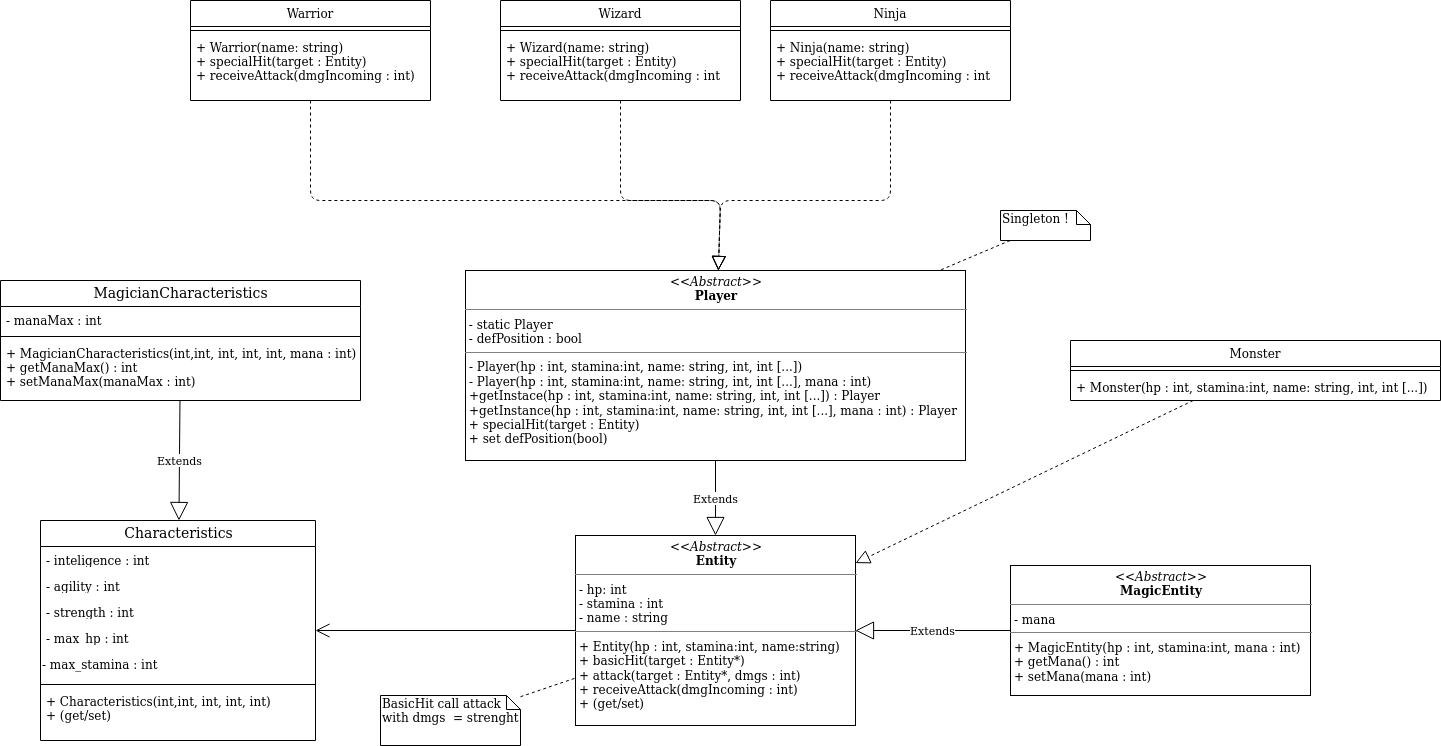 Warrior
+ Warrior(name: string)
+ specialHit(target : Entity)
+ receiveAttack(dmgIncoming : int)
Wizard
+ Wizard(name: string)
+ specialHit(target : Entity)
+ receiveAttack(dmgIncoming : int
Ninja
+ Ninja(name: string)
+ specialHit(target : Entity)
+ receiveAttack(dmgIncoming : int
Singleton !
MagicianCharacteristics
- manaMax : int
+ MagicianCharacteristics(int,int, int, int, int, mana : int)
+ getManaMax() : int
+ setManaMax(manaMax : int)
<<Abstract>>
Player
- static Player
- defPosition : bool
- Player(hp : int, stamina:int, name: string, int, int [...])
- Player(hp : int, stamina:int, name: string, int, int [...], mana : int)
+getInstace(hp : int, stamina:int, name: string, int, int [...]) : Player
+getInstance(hp : int, stamina:int, name: string, int, int [...], mana : int) : Player
+ specialHit(target : Entity)
+ set defPosition(bool)
Monster
+ Monster(hp : int, stamina:int, name: string, int, int [...])
Extends
Extends
Characteristics
- inteligence : int
- agility : int
- strength : int
- max_hp : int
- max_stamina : int
+ Characteristics(int,int, int, int, int)
+ (get/set)
<<Abstract>>
Entity
- hp: int
- stamina : int
- name : string
+ Entity(hp : int, stamina:int, name:string)
+ basicHit(target : Entity*)
+ attack(target : Entity*, dmgs : int)
+ receiveAttack(dmgIncoming : int)
+ (get/set)
Extends
<<Abstract>>
MagicEntity
- mana
+ MagicEntity(hp : int, stamina:int, mana : int)
+ getMana() : int
+ setMana(mana : int)
BasicHit call attack
with dmgs = strenght